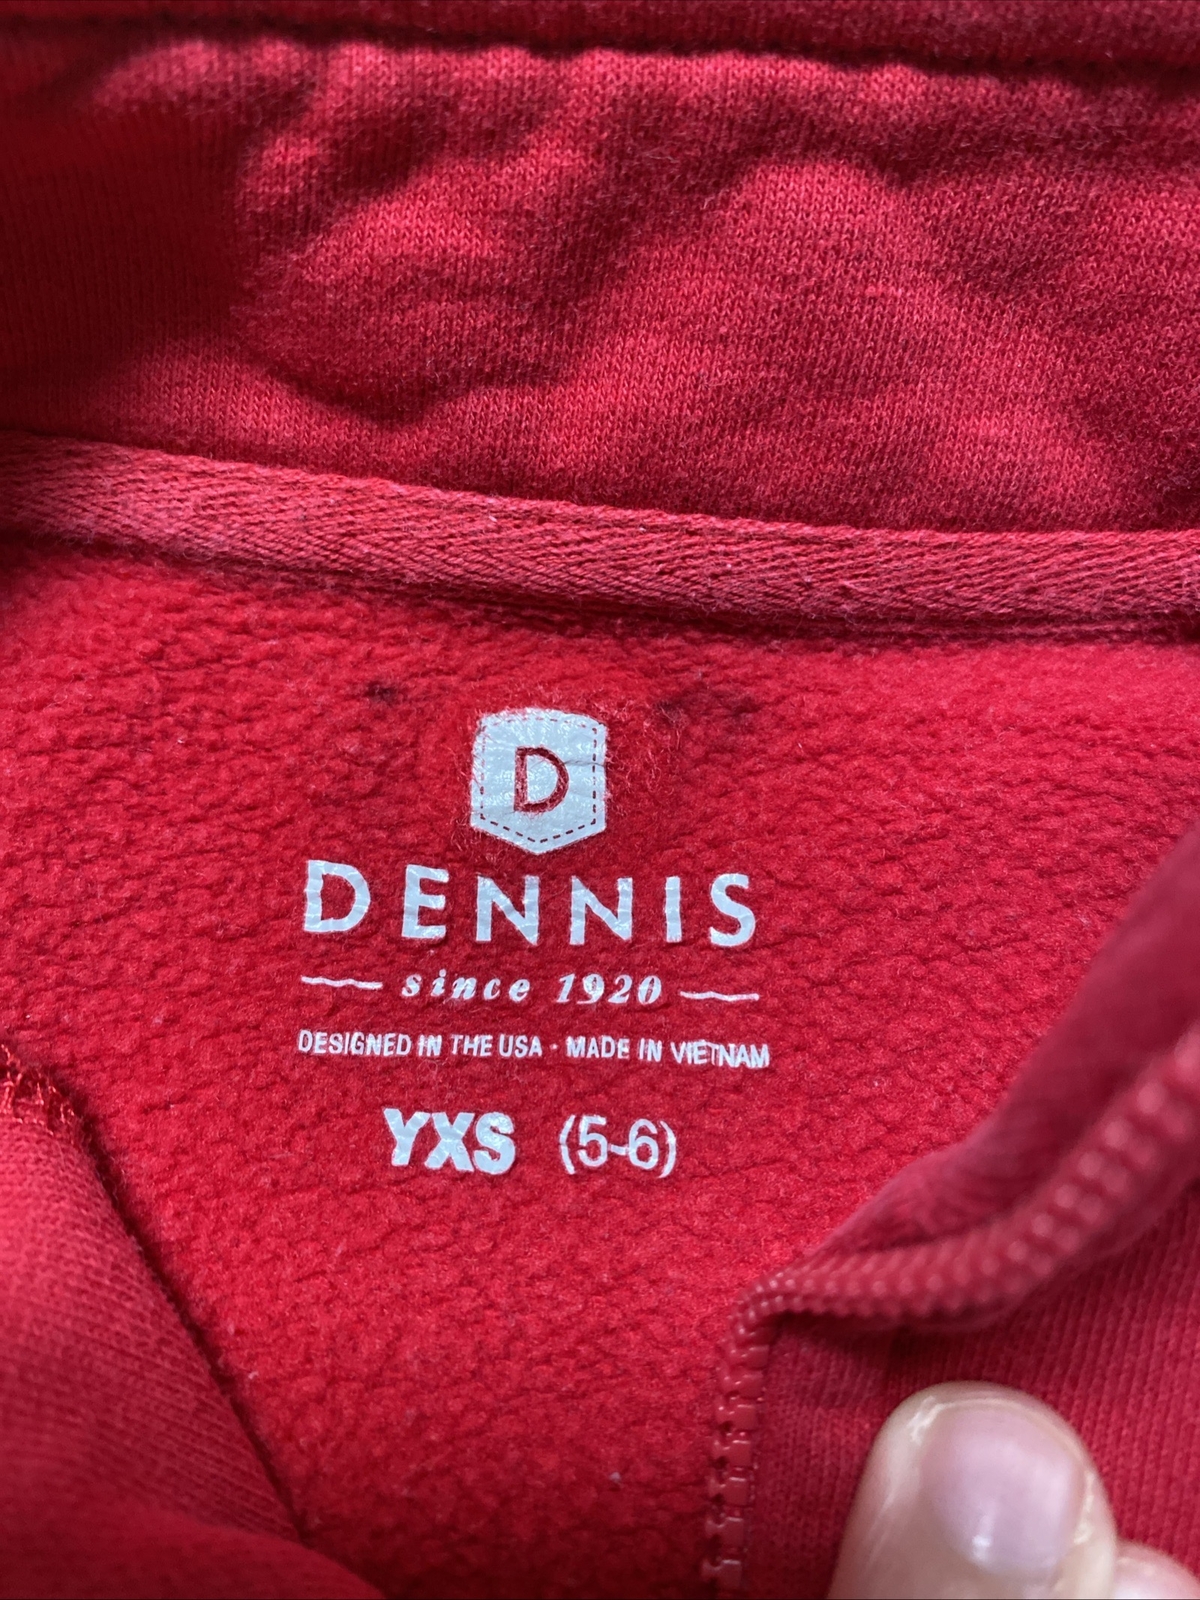 D
DENNIS
since 1920
DESIGNED IN THE USA · MADE IN VIETNAM
YXS (5-6)